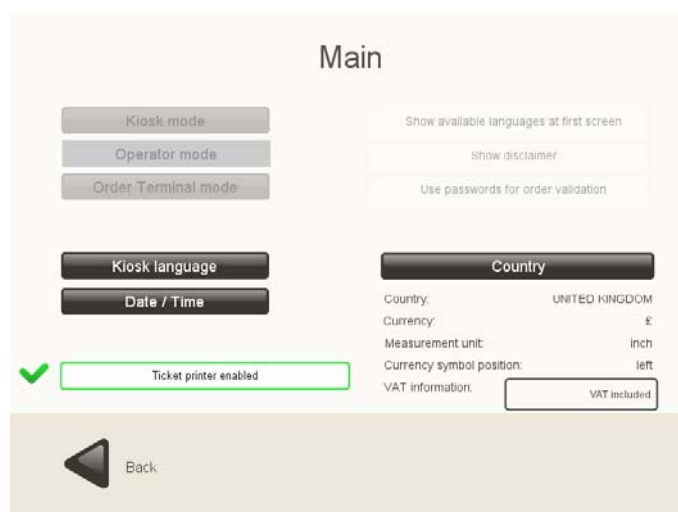 Main
Kiosk mode
Operator mode
Order Terminal mode
Show available languages at first screen
Show disclaimer
Use passwords for order validation
Kiosk language
Date / Time
Ticket printer enabled
Country
Country: UNITED KINGDOM
Currency: £
Measurement unit: inch
Currency symbol position: left
VAT information: VAT included
Back